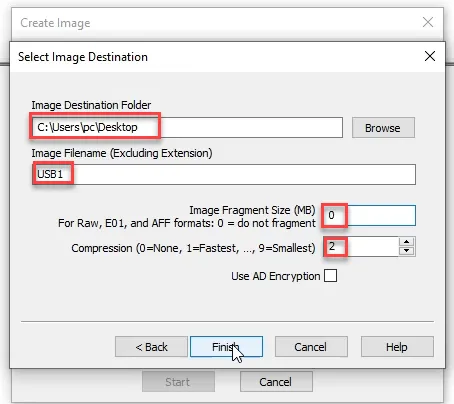 Create Image
Select Image Destination
Image Destination Folder
C:\Users\pc\Desktop
Browse
Image Filename (Excluding Extension)
USB1
Image Fragment Size (MB) 0
For Raw, E01, and AFF formats: 0 = do not fragment
Compression (0=None, 1=Fastest, ..., 9=Smallest) 2
Use AD Encryption
< Back Finish Cancel Help
Start Cancel